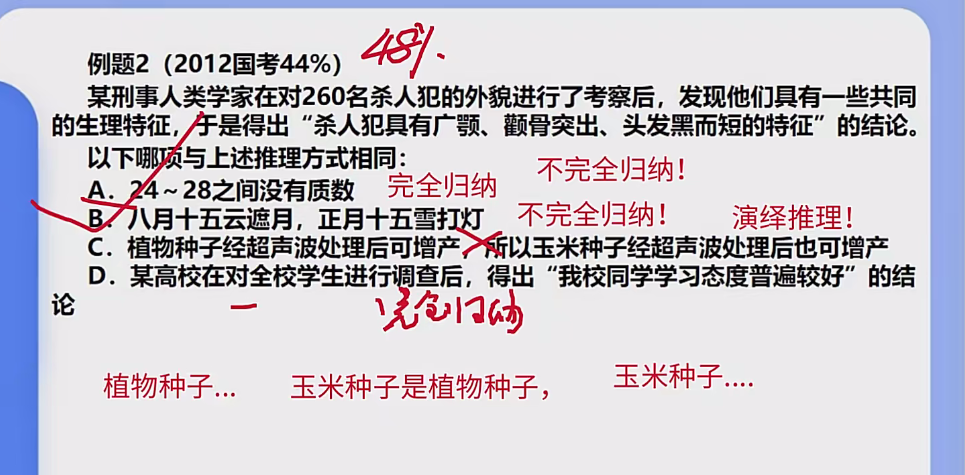 例题2（2012国考44%） 48%.
某刑事人类学家在对260名杀人犯的外貌进行了考察后，发现他们具有一些共同
的生理特征，于是得出“杀人犯具有广颚、颧骨突出、头发黑而短的特征”的结论。
以下哪项与上述推理方式相同： 不完全归纳！
A．24～28之间没有质数 完全归纳
B．八月十五云遮月，正月十五雪打灯 不完全归纳！ 演绎推理！
C．植物种子经超声波处理后可增产，所以玉米种子经超声波处理后也可增产
D．某高校在对全校学生进行调查后，得出“我校同学学习态度普遍较好”的结
论 完全归纳
植物种子... 玉米种子是植物种子， 玉米种子....